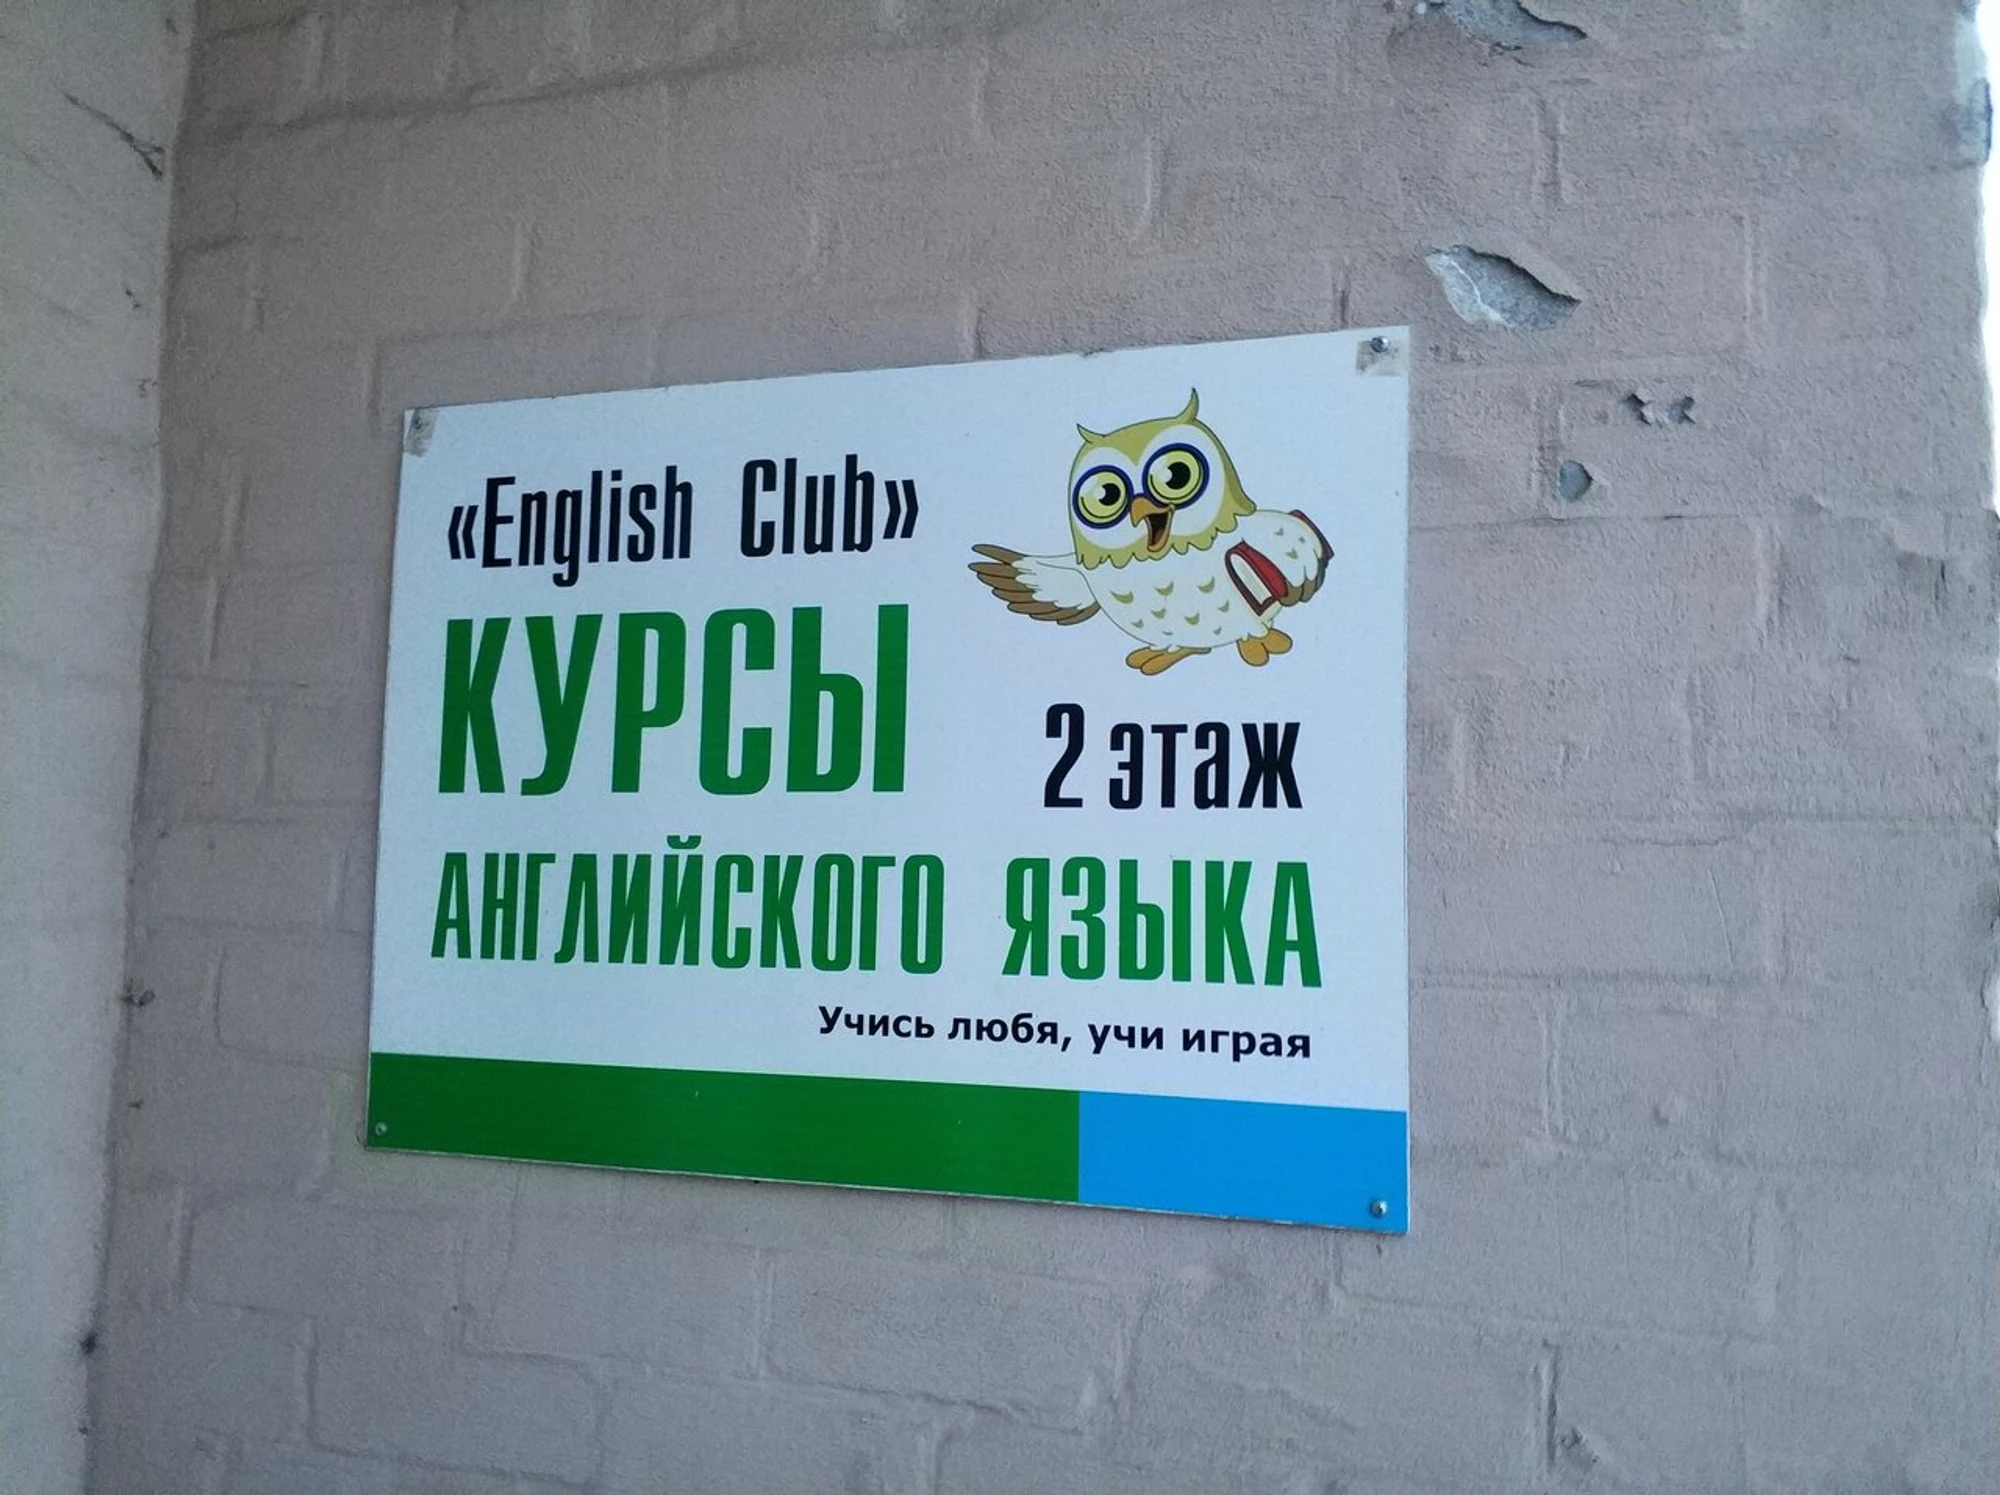 «English Club»
КУРСЫ
2 этаж
АНГЛИЙСКОГО ЯЗЫКА
Учись любя, учи играя